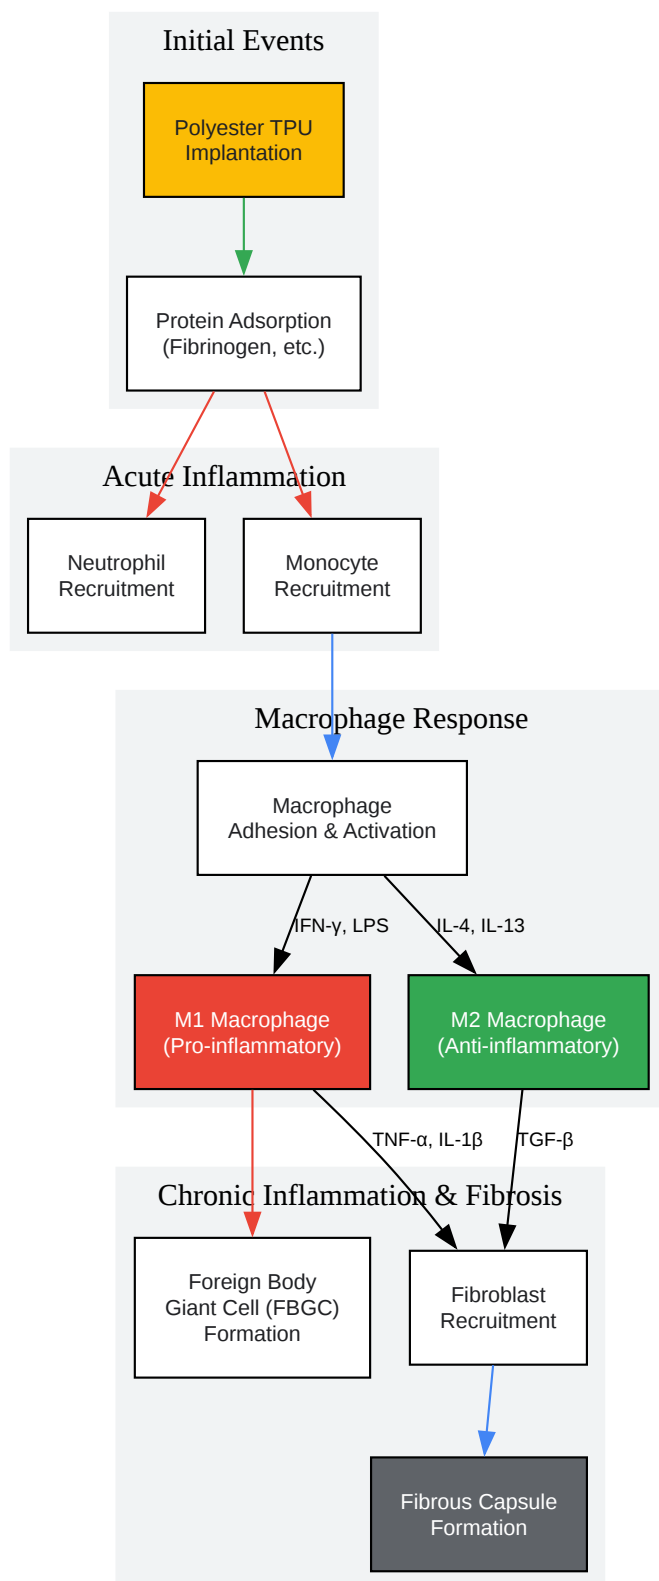 Initial Events
Polyester TPU
Implantation
Protein Adsorption
(Fibrinogen, etc.)
Acute Inflammation
Neutrophil
Recruitment
Monocyte
Recruitment
Macrophage Response
Macrophage
Adhesion & Activation
IFN-γ, LPS
IL-4, IL-13
M1 Macrophage
(Pro-inflammatory)
M2 Macrophage
(Anti-inflammatory)
TNF-α, IL-1β
TGF-β
Chronic Inflammation & Fibrosis
Foreign Body
Giant Cell (FBGC)
Formation
Fibroblast
Recruitment
Fibrous Capsule
Formation